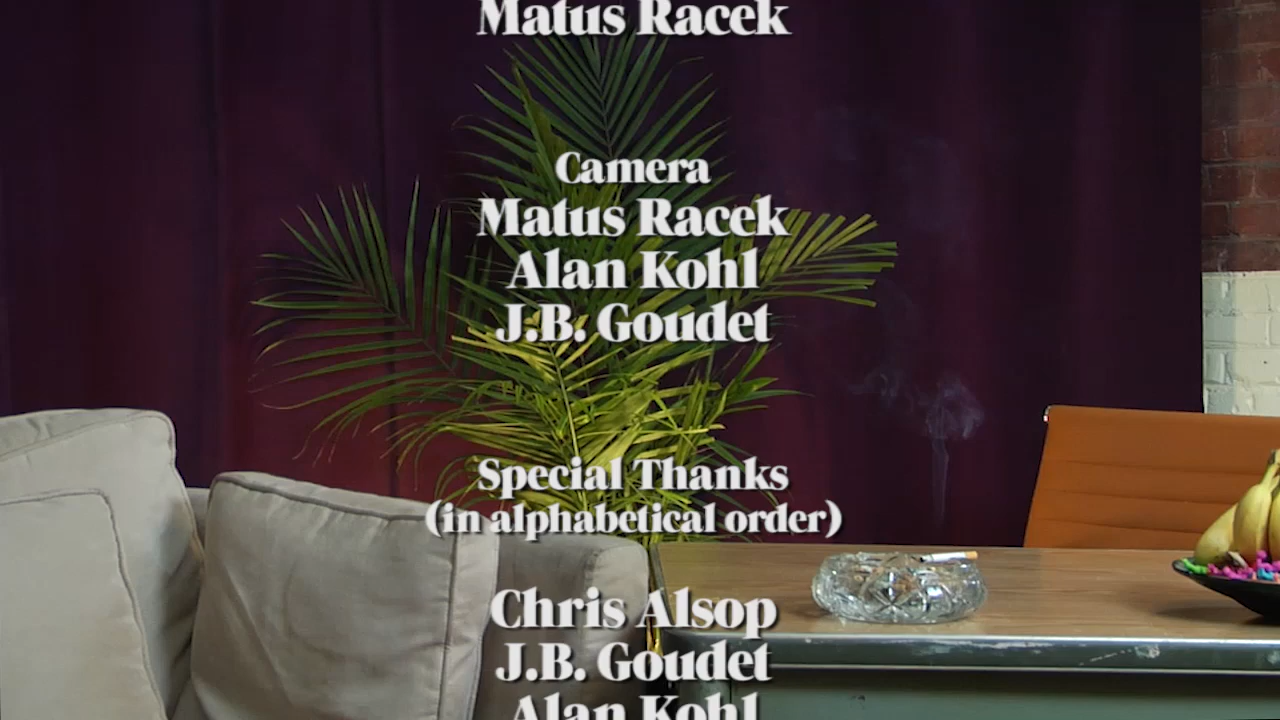 Matus Racek
Camera
Matus Racek
Alan Kohl
J.B. Goudet
Special Thanks
(in alphabetical order)
Chris Alsop
J.B. Goudet
Alan Kohl